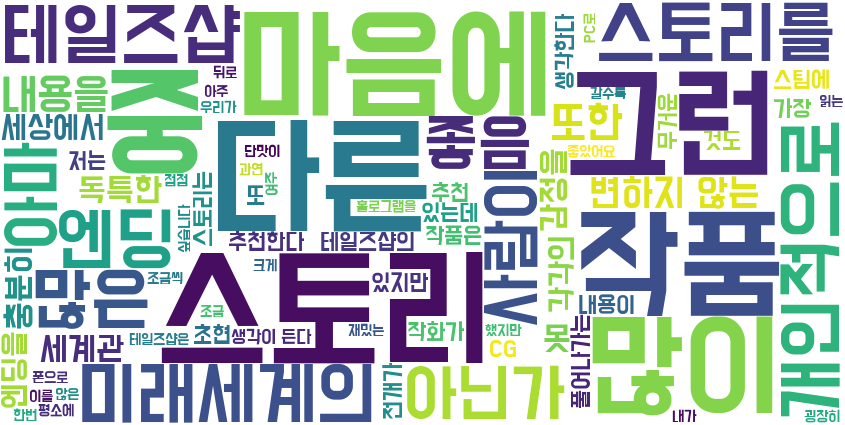 테일즈샵
마음에
스토리를
내용을
중
뒤로
아주
우리가
생각한다
PC로
갈수록
스팀에
가장
읽는
세상에서
저는
독특한
다른
좋음
또한
무거운
것도
좋았어요
그런
아마
점점
단맛이
과연
또
추천
있는데
홀로그램을
작품은
사람이
각각의 감정을
변하지 않는
개인적으로
엔딩
스토리는
싶습니다
추천한다
테일즈샵의
작품
충분히
많은
조금씩
크게
스토리
있지만
내용이
세계관
테일즈샵은
조금
초현
생각이 든다
재밌는
작화가
했지만
CG
꼭
풀어나가는
많이
엔딩을
폰으로
이를 많은
한번
평소에
미래세계의
전개가
아닌가
내가
굉장히